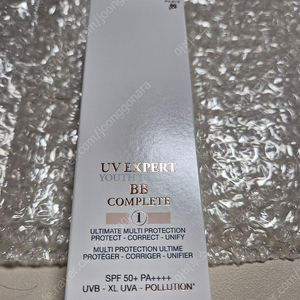 UV EXPERT
YOUTH
BB
COMPLETE
1
ULTIMATE MULTI PROTECTION
PROTECT - CORRECT - UNIFY
MULTI PROTECTION ULTIME
PROTÉGER - CORRIGER - UNIFIER
SPF 50+ PA++++
UVB - XL UVA - POLLUTION*